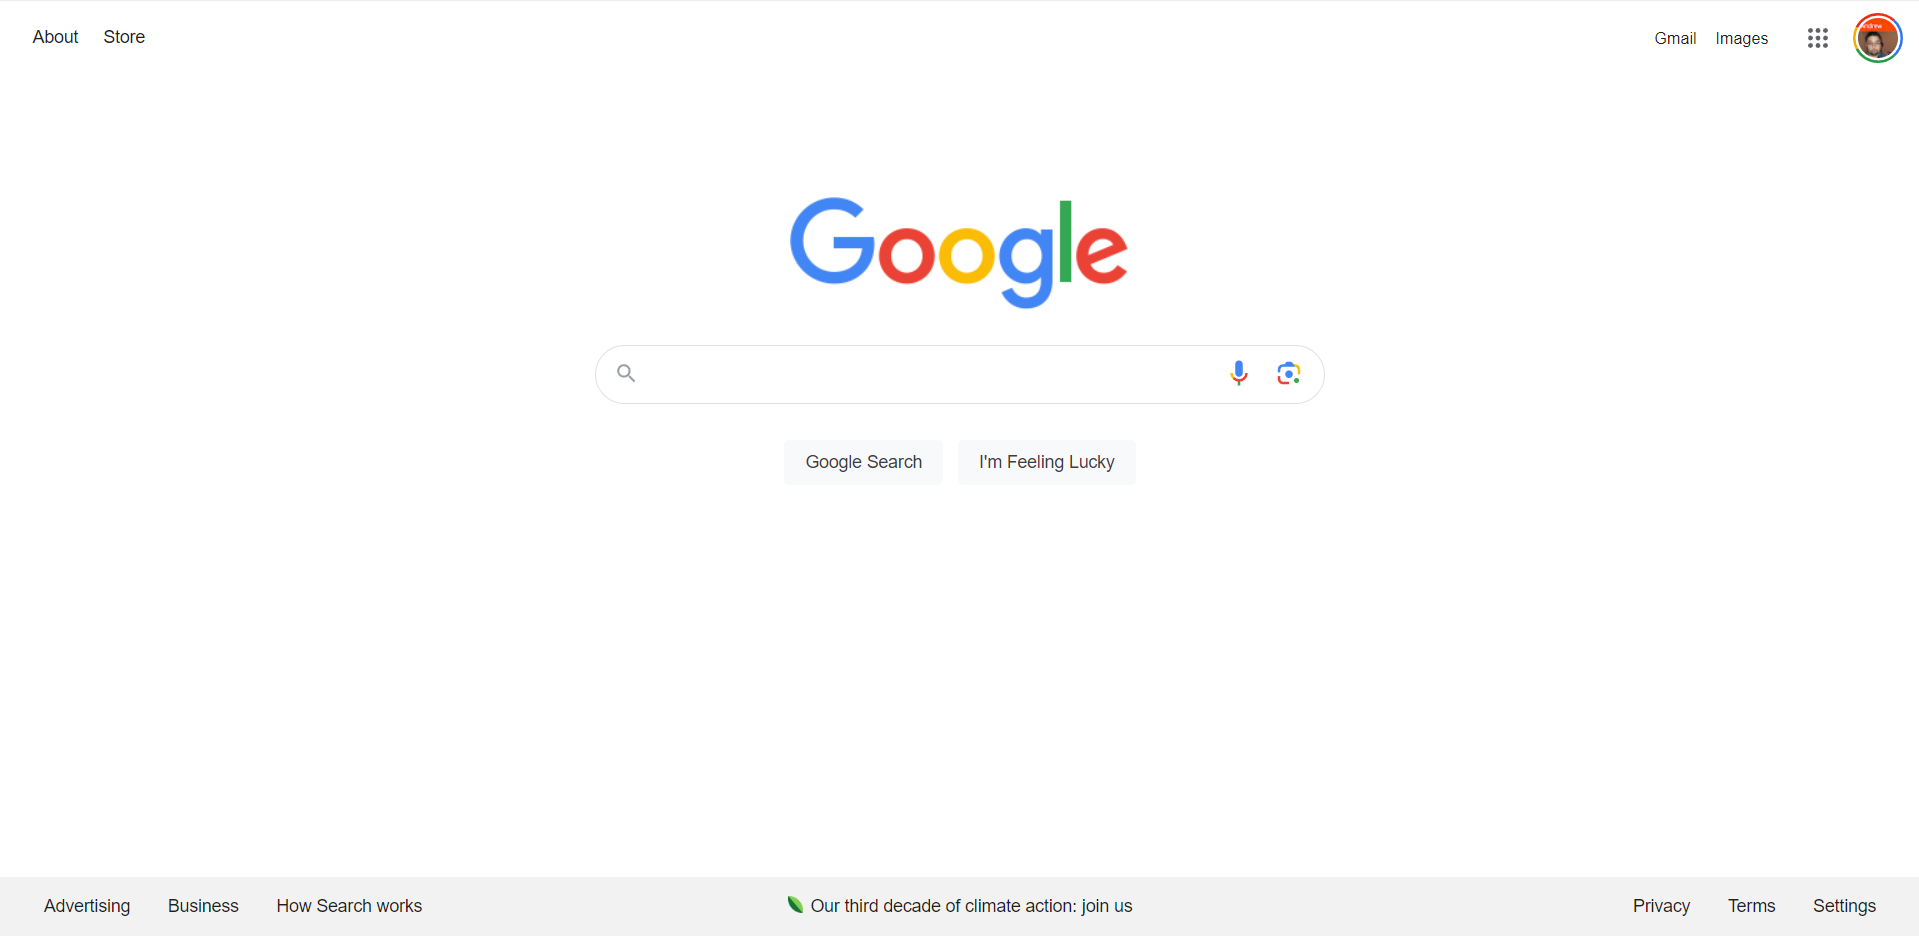 About Store
Gmail Images
Andrew
Google
Google Search I'm Feeling Lucky
Advertising Business How Search works
Our third decade of climate action: join us
Privacy Terms Settings